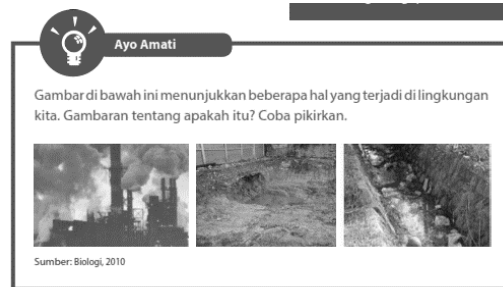 Ayo Amati
Gambar di bawah ini menunjukkan beberapa hal yang terjadi di lingkungan
kita. Gambaran tentang apakah itu? Coba pikirkan.
Sumber: Biologi, 2010